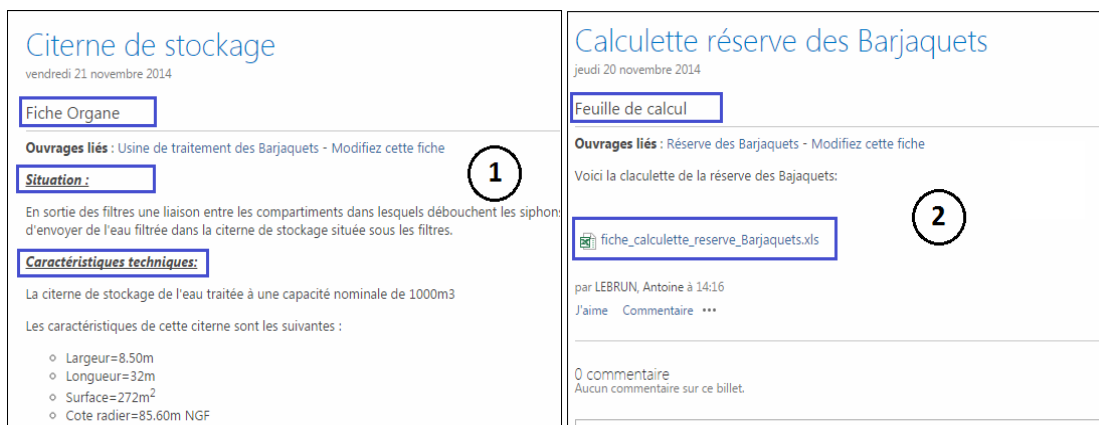 Citerne de stockage
vendredi 21 novembre 2014
Fiche Organe
Ouvrages liés : Usine de traitement des Barjaquets - Modifiez cette fiche
1
Situation :
En sortie des filtres une liaison entre les compartiments dans lesquels débouchent les siphons
d'envoyer de l'eau filtrée dans la citerne de stockage située sous les filtres.
Caractéristiques techniques:
La citerne de stockage de l'eau traitée à une capacité nominale de 1000m3
Les caractéristiques de cette citerne sont les suivantes :
Largeur=8.50m
Longueur=32m
Surface=272m²
Cote radier=85.60m NGF
Calculette réserve des Barjaquets
jeudi 20 novembre 2014
Feuille de calcul
Ouvrages liés : Réserve des Barjaquets - Modifiez cette fiche
Voici la claculette de la réserve des Bajaquets:
2
fiche_calculette_reserve_Barjaquets.xls
par LEBRUN, Antoine à 14:16
J'aime Commentaire •••
0 commentaire
Aucun commentaire sur ce billet.